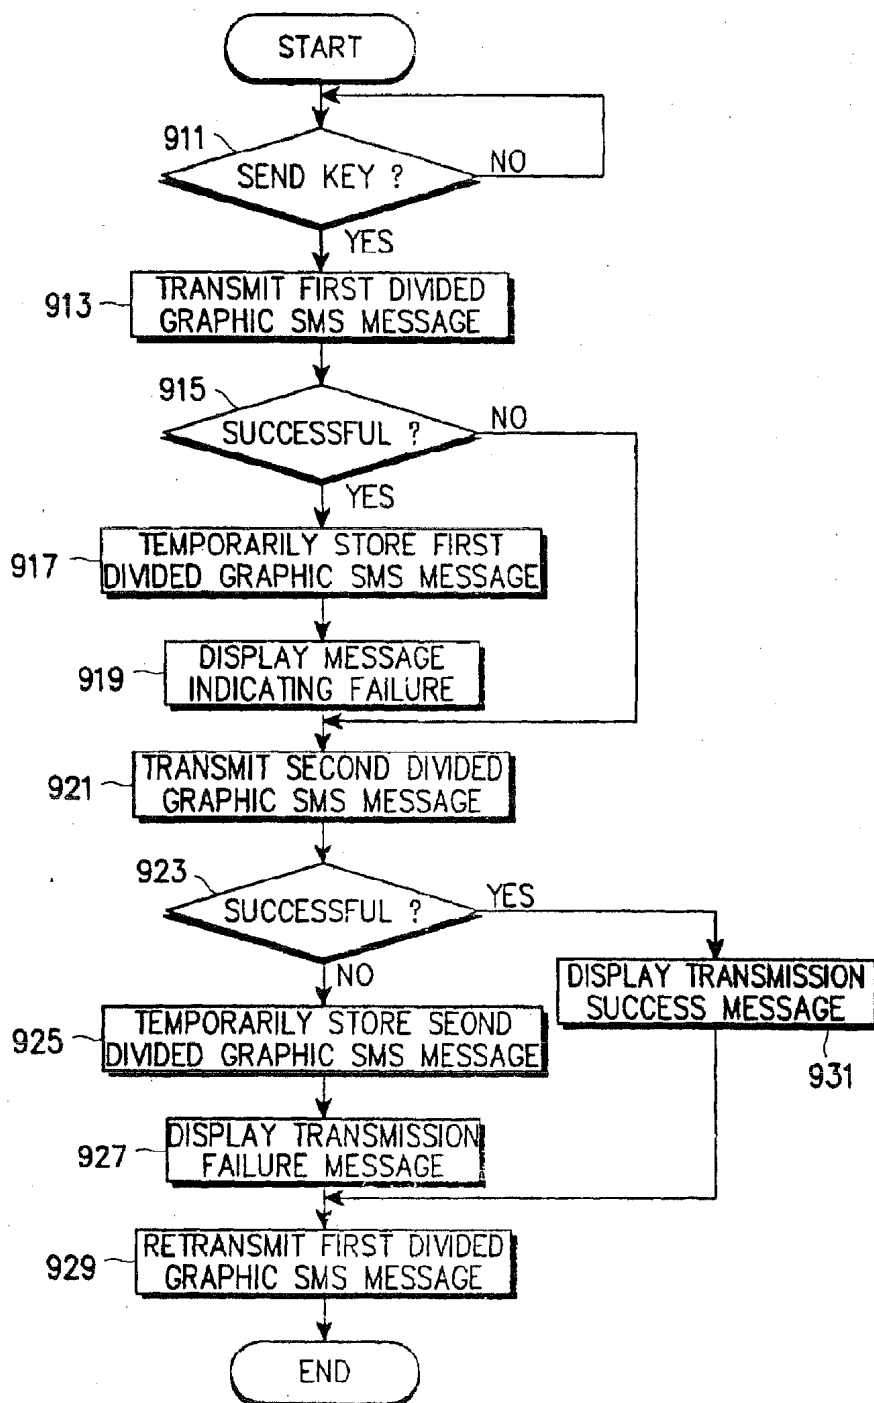 START
911
SEND KEY ?
NO
YES
913
TRANSMIT FIRST DIVIDED
GRAPHIC SMS MESSAGE
915
SUCCESSFUL ?
NO
YES
917
TEMPORARILY STORE FIRST
DIVIDED GRAPHIC SMS MESSAGE
919
DISPLAY MESSAGE
INDICATING FAILURE
921
TRANSMIT SECOND DIVIDED
GRAPHIC SMS MESSAGE
923
SUCCESSFUL ?
YES
NO
DISPLAY TRANSMISSION
SUCCESS MESSAGE
931
925
TEMPORARILY STORE SEOND
DIVIDED GRAPHIC SMS MESSAGE
927
DISPLAY TRANSMISSION
FAILURE MESSAGE
929
RETRANSMIT FIRST DIVIDED
GRAPHIC SMS MESSAGE
END